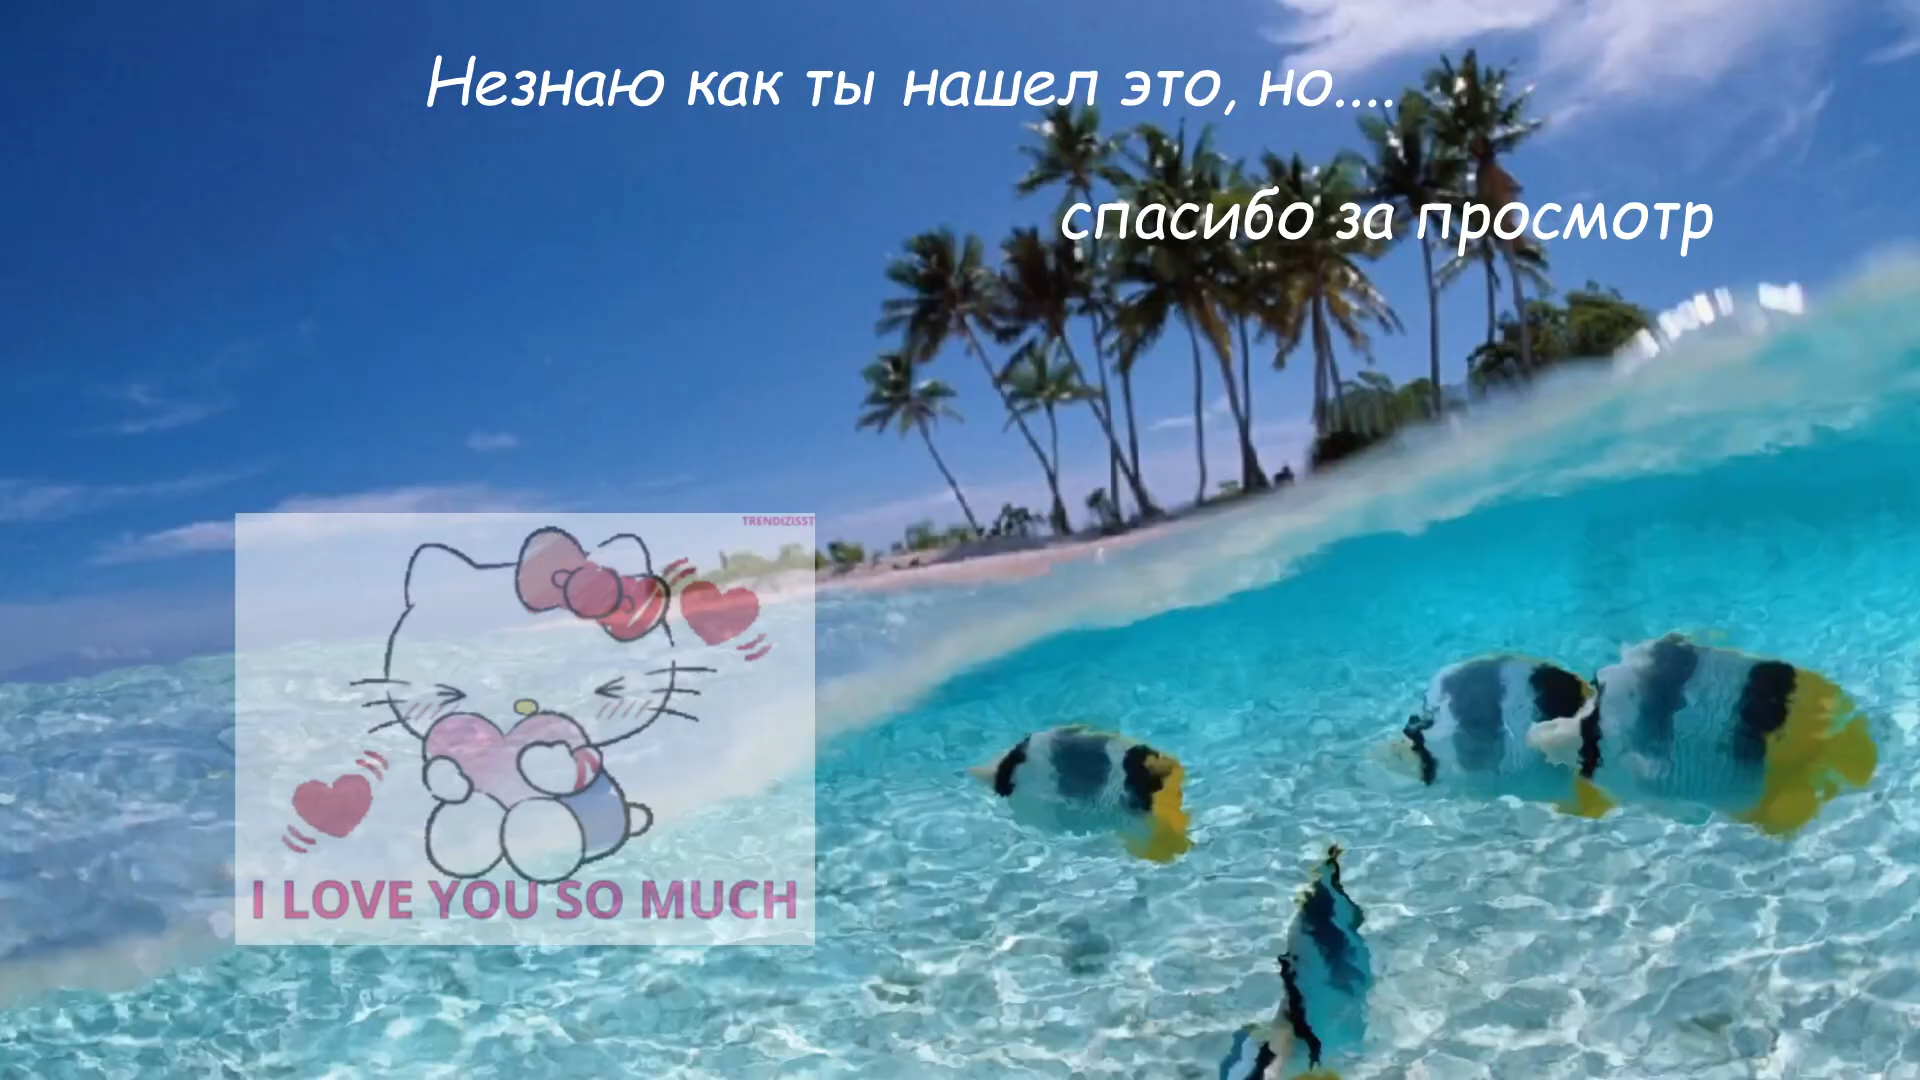 Незнаю как ты нашел это, но....
спасибо за просмотр
TRENDIZISST
I LOVE YOU SO MUCH